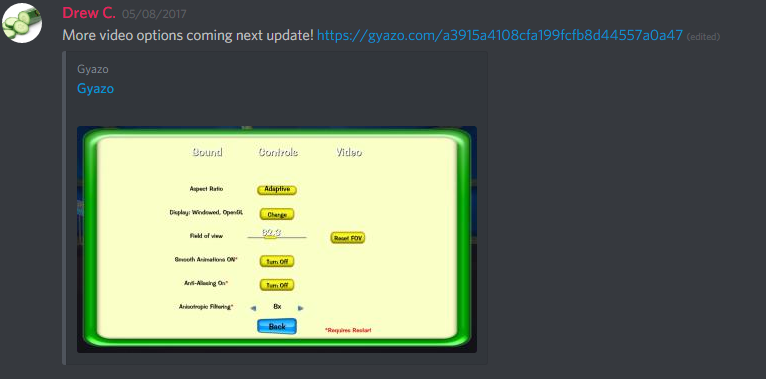 Drew C. 05/08/2017
More video options coming next update! https://gyazo.com/a3915a4108cfa199fcfb8d44557a0a47 (edited)
Gyazo
Gyazo
Sound Controls Video
Aspect Ratio Adaptive
Display: Windowed, OpenGL Change
Field of view 62.3 Reset FOV
Smooth Animations ON* Turn Off
Anti-Aliasing On* Turn Off
Anisotropic Filtering* 8x
Back *Requires Restart